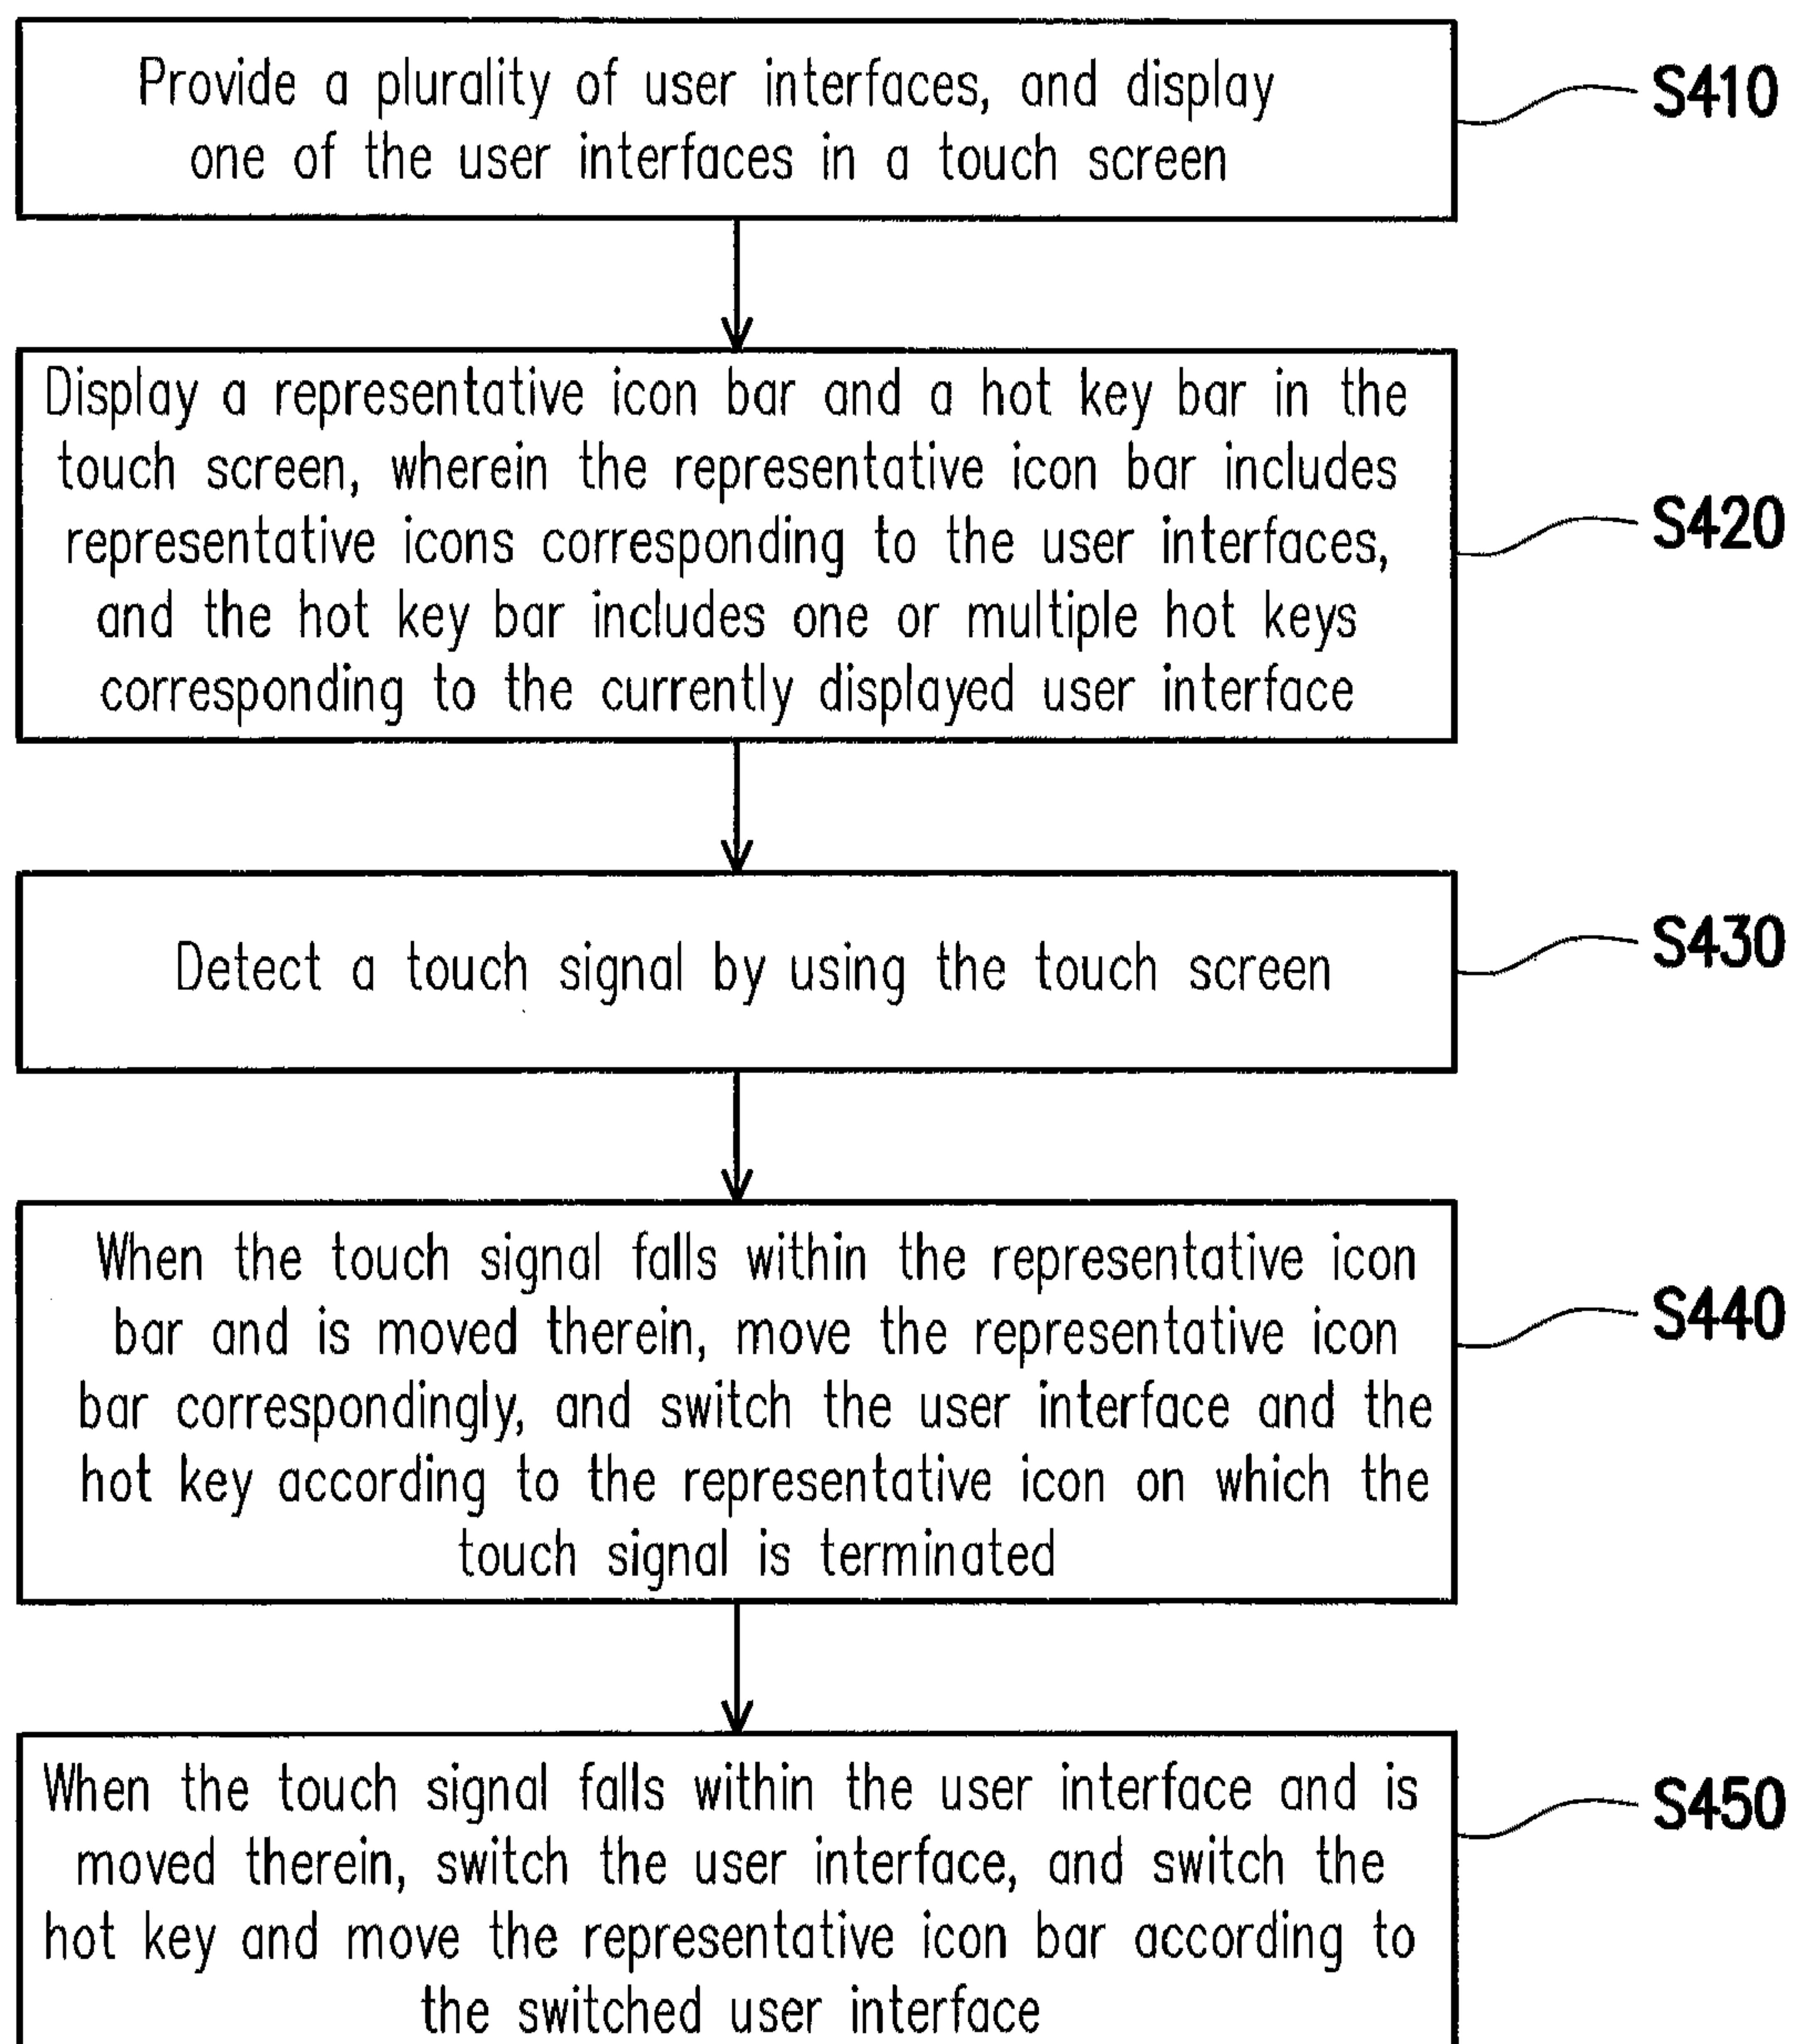 Provide a plurality of user interfaces, and display
one of the user interfaces in a touch screen
S410
Display a representative icon bar and a hot key bar in the
touch screen, wherein the representative icon bar includes
representative icons corresponding to the user interfaces,
and the hot key bar includes one or multiple hot keys
corresponding to the currently displayed user interface
S420
Detect a touch signal by using the touch screen
S430
When the touch signal falls within the representative icon
bar and is moved therein, move the representative icon
bar correspondingly, and switch the user interface and the
hot key according to the representative icon on which the
touch signal is terminated
S440
When the touch signal falls within the user interface and is
moved therein, switch the user interface, and switch the
hot key and move the representative icon bar according to
the switched user interface
S450